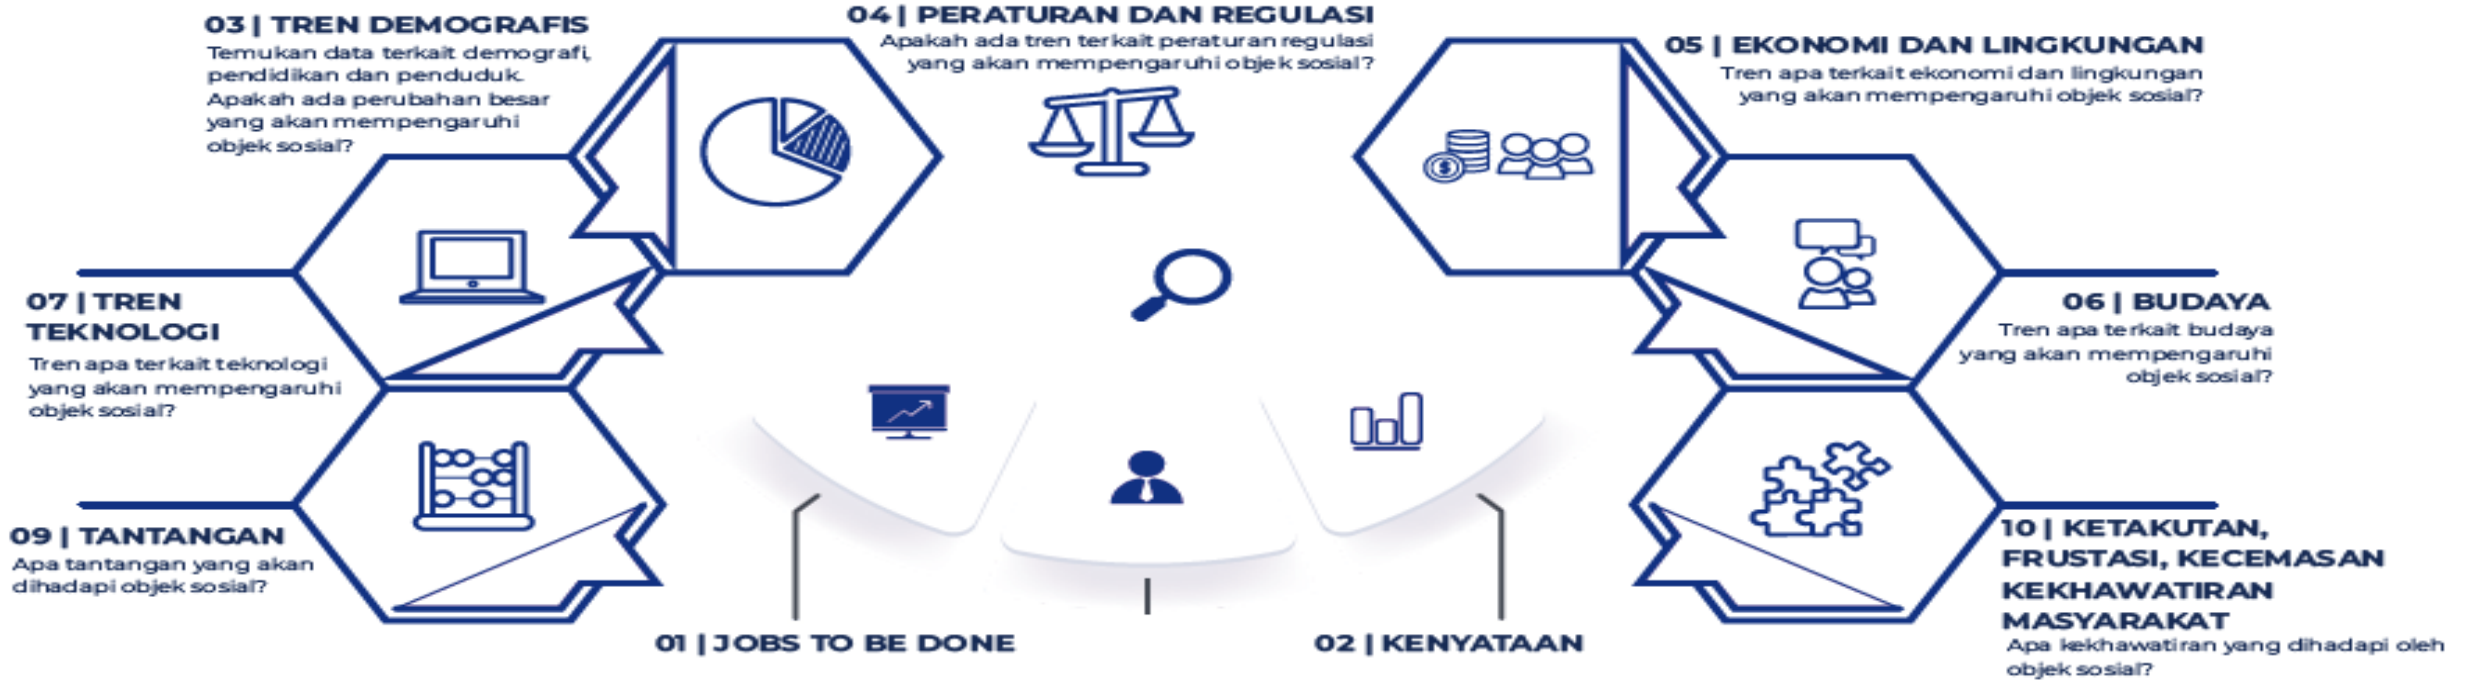 03 | TREN DEMOGRAFIS
Temukan data terkait demografi,
pendidikan dan penduduk.
Apakah ada perubahan besar
yang akan mempengaruhi
objek sosial?
04 | PERATURAN DAN REGULASI
Apakah ada tren terkait peraturan regulasi
yang akan mempengaruhi objek sosial?
05 | EKONOMI DAN LINGKUNGAN
Tren apa terkait ekonomi dan lingkungan
yang akan mempengaruhi objek sosial?
07 | TREN
TEKNOLOGI
Tren apa terkait teknologi
yang akan mempengaruhi
objek sosial?
06 | BUDAYA
Tren apa terkait budaya
yang akan mempengaruhi
objek sosial?
09 | TANTANGAN
Apa tantangan yang akan
dihadapi objek sosial?
10 | KETAKUTAN,
FRUSTASI, KECEMASAN
KEKHAWATIRAN
MASYARAKAT
Apa kekhawatiran yang dihadapi oleh
objek sosial?
01 | JOBS TO BE DONE
02 | KENYATAAN